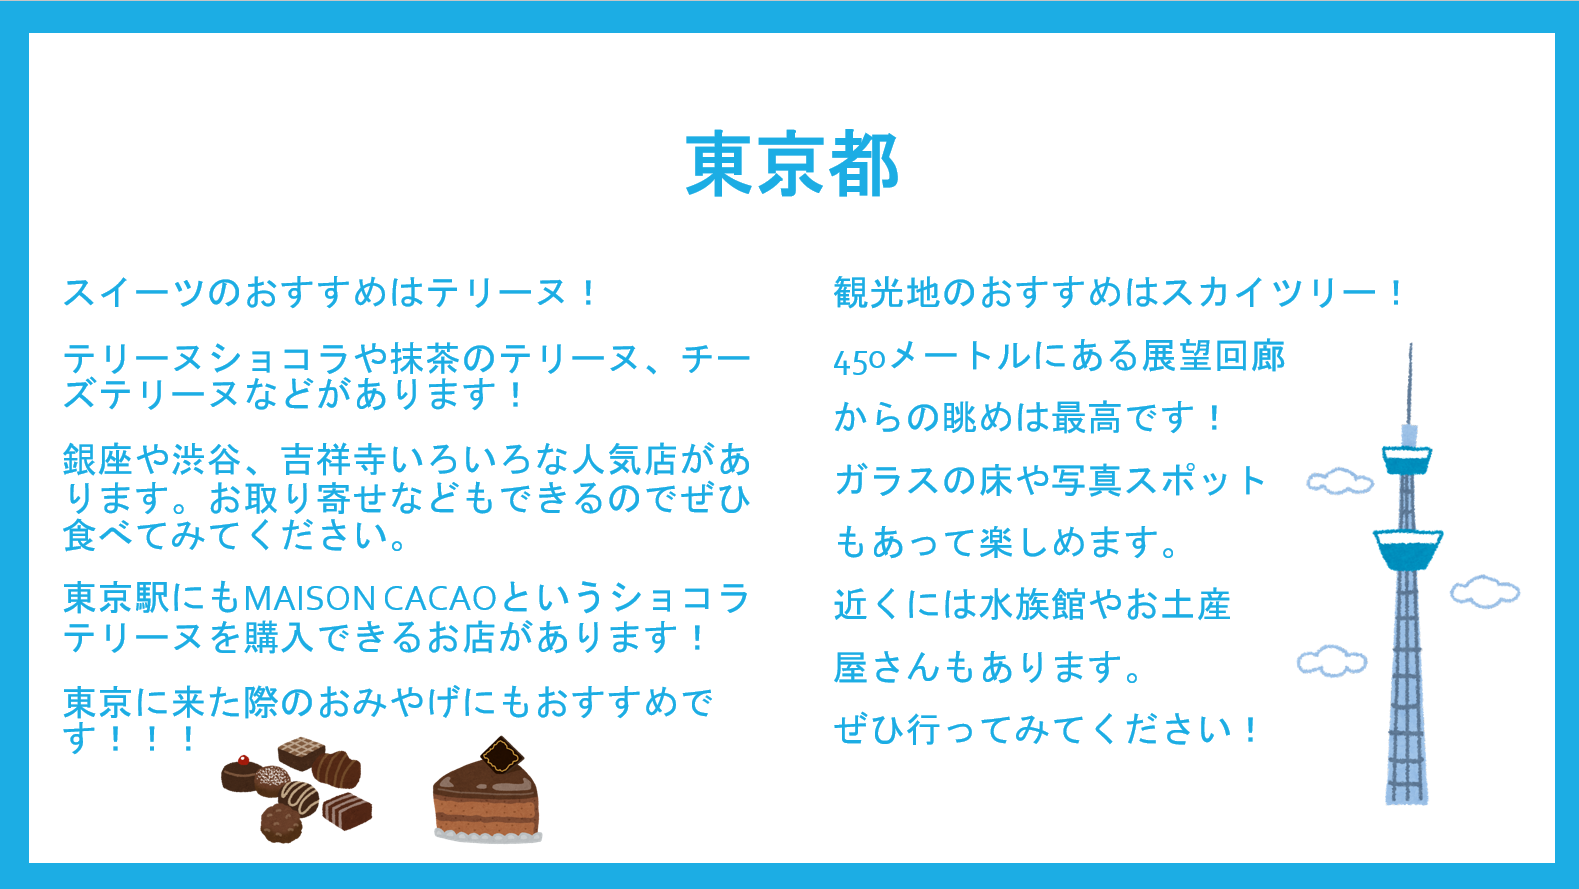 東京都
スイーツのおすすめはテリーヌ！
テリーヌショコラや抹茶のテリーヌ、チー
ズテリーヌなどがあります！
銀座や渋谷、吉祥寺いろいろな人気店があ
ります。お取り寄せなどもできるのでぜひ
食べてみてください。
東京駅にもMAISON CACAOというショコラ
テリーヌを購入できるお店があります！
東京に来た際のおみやげにもおすすめで
す！！！
観光地のおすすめはスカイツリー！
450メートルにある展望回廊
からの眺めは最高です！
ガラスの床や写真スポット
もあって楽しめます。
近くには水族館やお土産
屋さんもあります。
ぜひ行ってみてください！